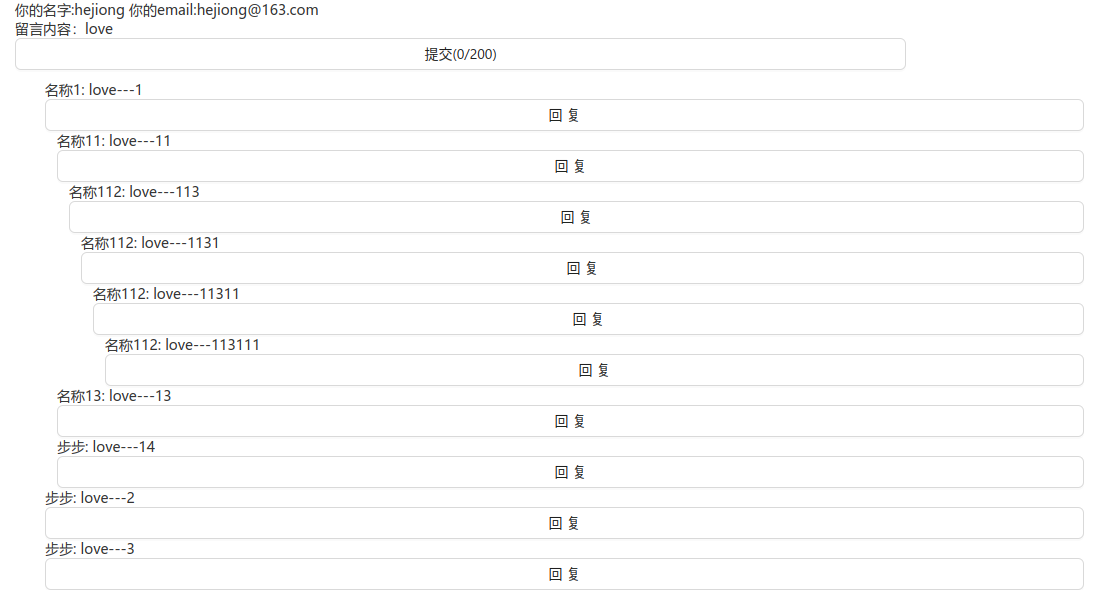 你的名字:hejiong 你的email:hejiong@163.com
留言内容：love
提交(0/200)
名称1: love---1
回 复
名称11: love---11
回 复
名称112: love---113
回 复
名称112: love---1131
回 复
名称112: love---11311
回 复
名称112: love---113111
回 复
名称13: love---13
回 复
步步: love---14
回 复
步步: love---2
回 复
步步: love---3
回 复